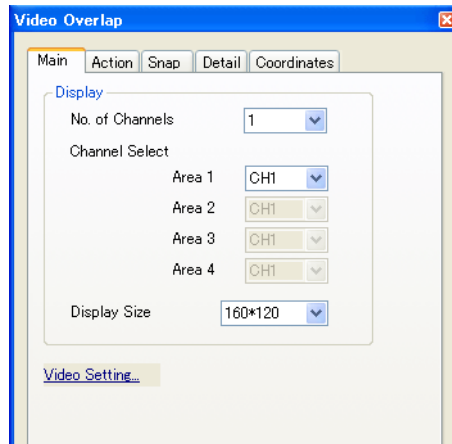 Video Overlap
Main Action Snap Detail Coordinates
Display
No. of Channels 1
Channel Select
Area 1 CH1
Area 2 CH1
Area 3 CH1
Area 4 CH1
Display Size 160*120
Video Setting...